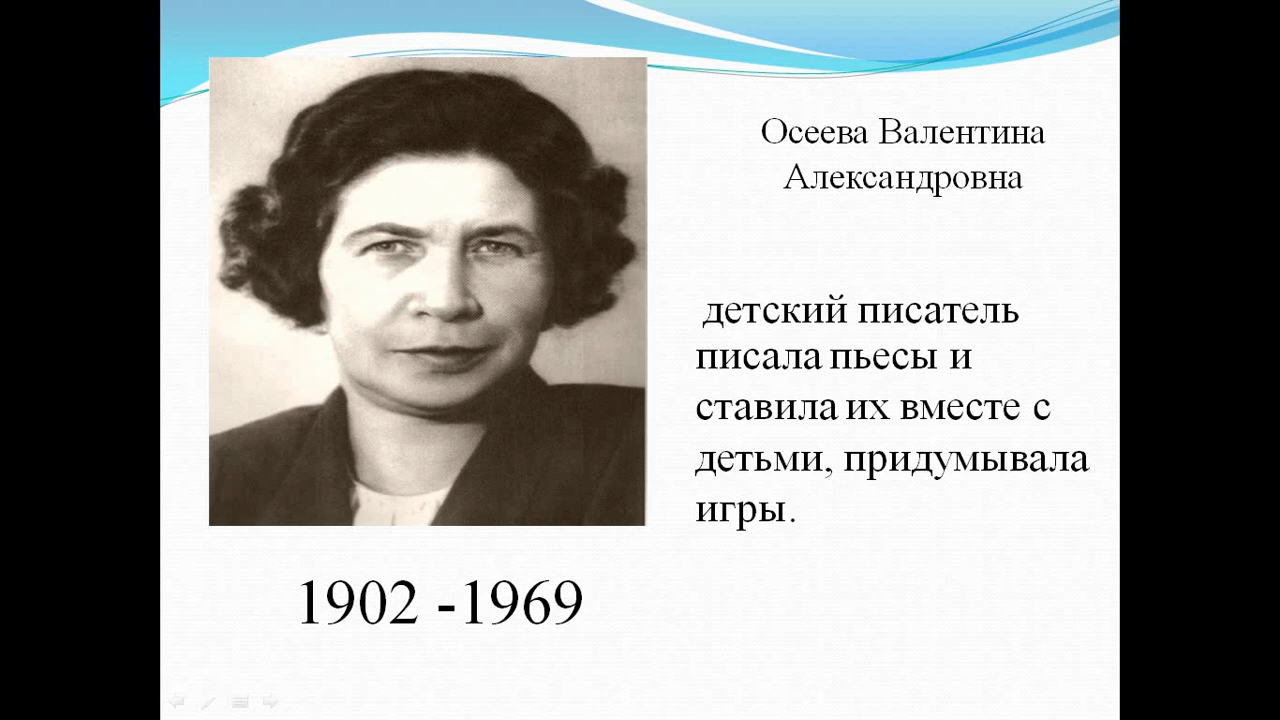 Осеева Валентина
Александровна
детский писатель
писала пьесы и
ставила их вместе с
детьми, придумывала
игры.
1902 -1969